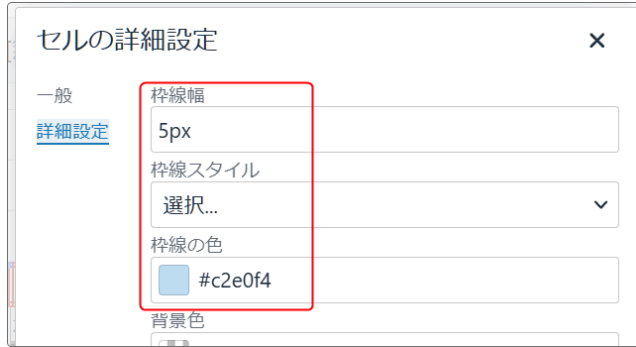 セルの詳細設定
一般
枠線幅
詳細設定
5px
枠線スタイル
選択...
枠線の色
#c2e0f4
背景色